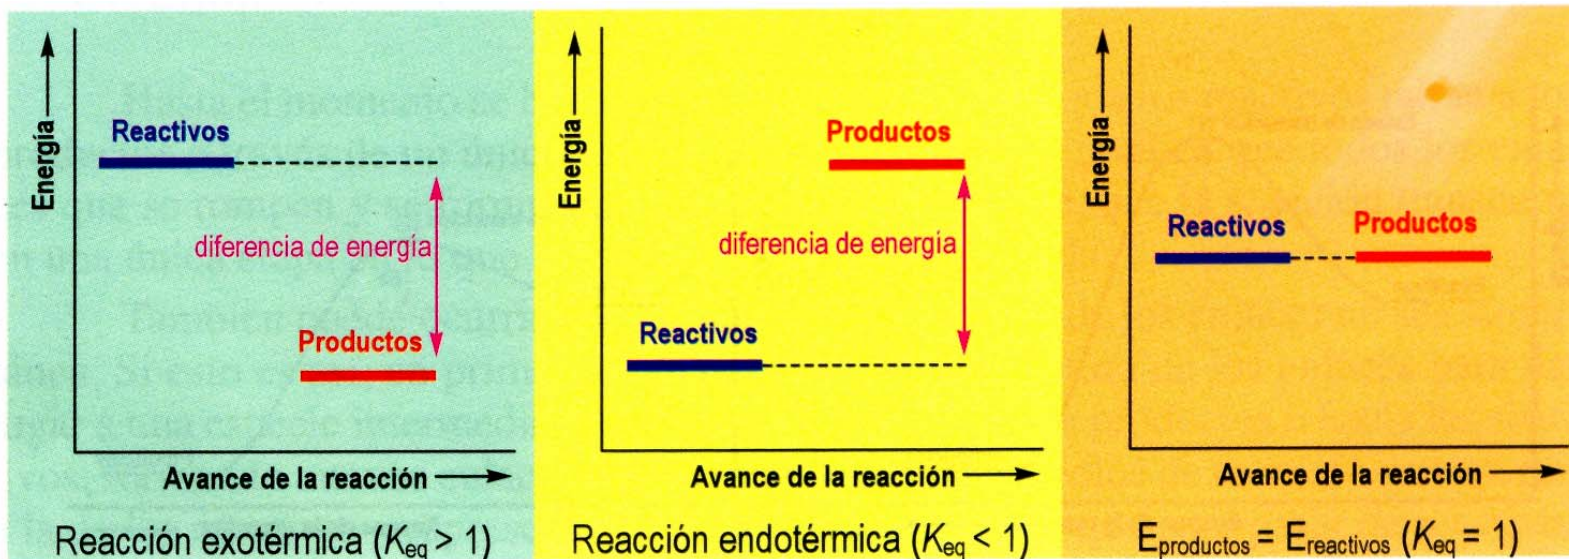 Energía
Reactivos
diferencia de energía
Productos
Avance de la reacción
Reacción exotérmica (Keq > 1)
Energía
Productos
diferencia de energía
Reactivos
Avance de la reacción
Reacción endotérmica (Keq < 1)
Energía
Reactivos
Productos
Avance de la reacción
Eproductos = Ereactivos (Keq = 1)